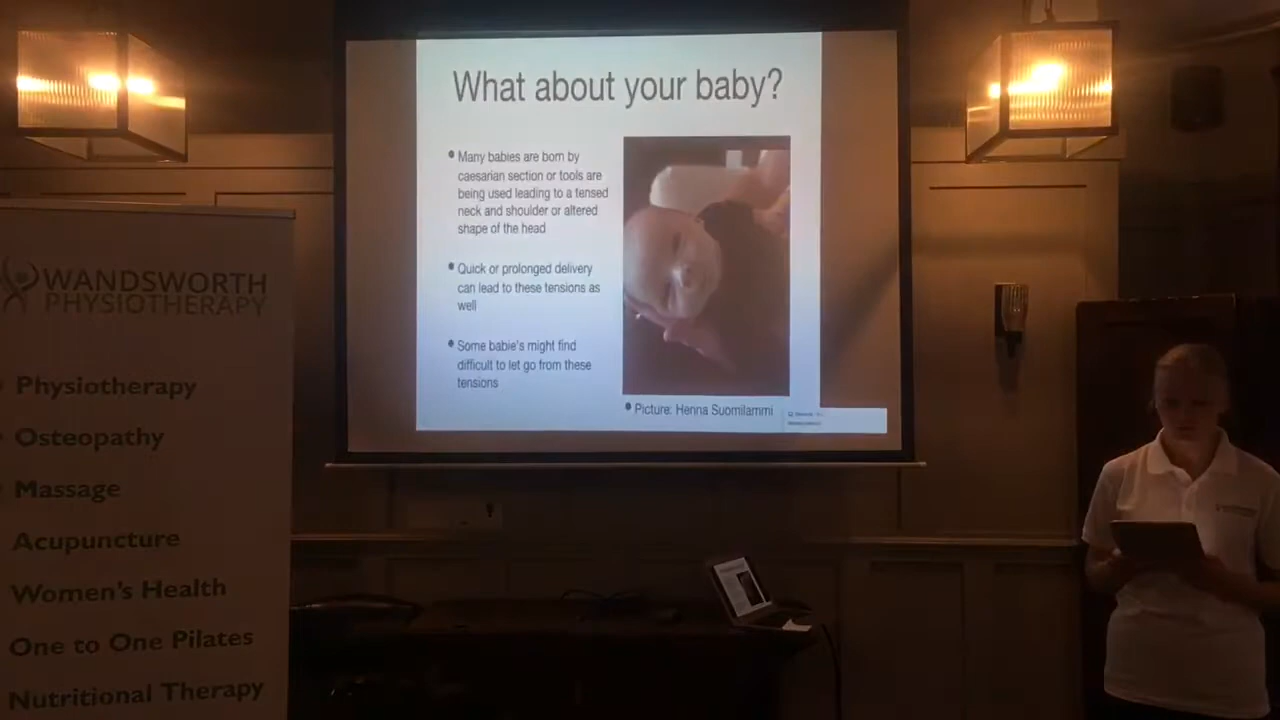 What about your baby?
Many babies are born by
caesarian section or tools are
being used leading to a tensed
neck and shoulder or altered
shape of the head
Quick or prolonged delivery
can lead to these tensions as
well
Some babie's might find
difficult to let go from these
tensions
Picture: Henna Suomilammi
WANDSWORTH
PHYSIOTHERAPY
Physiotherapy
Osteopathy
Massage
Acupuncture
Women's Health
One to One Pilates
Nutritional Therapy